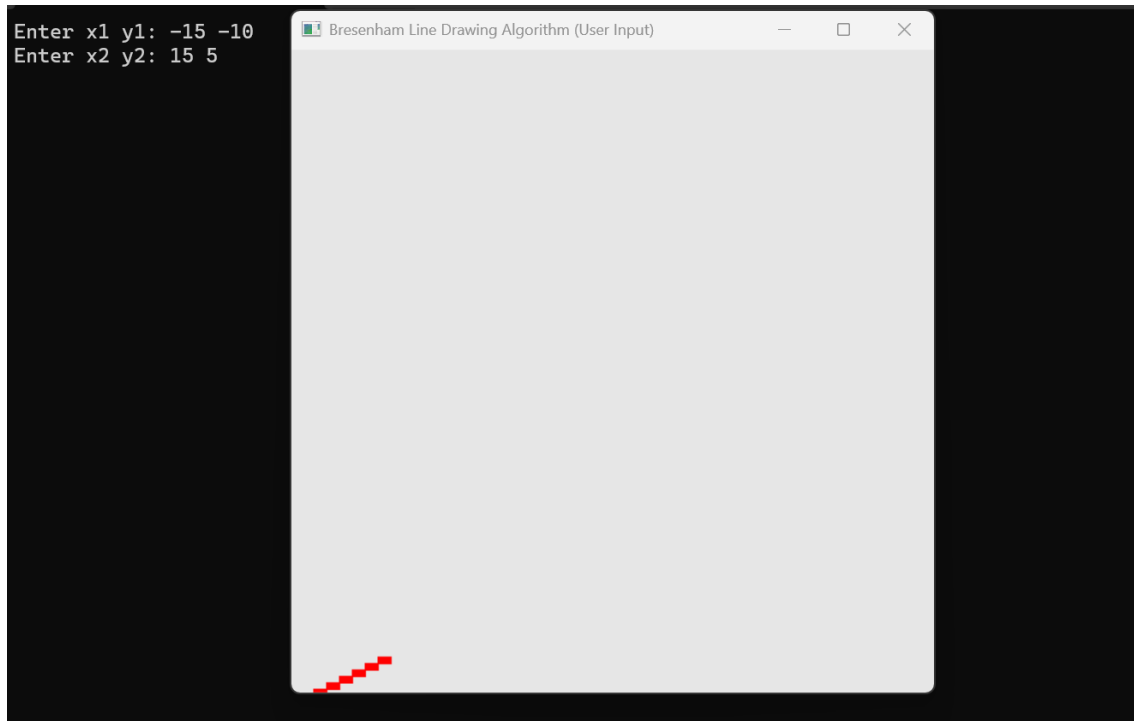 Enter x1 y1: -15 -10
Enter x2 y2: 15 5
Bresenham Line Drawing Algorithm (User Input)